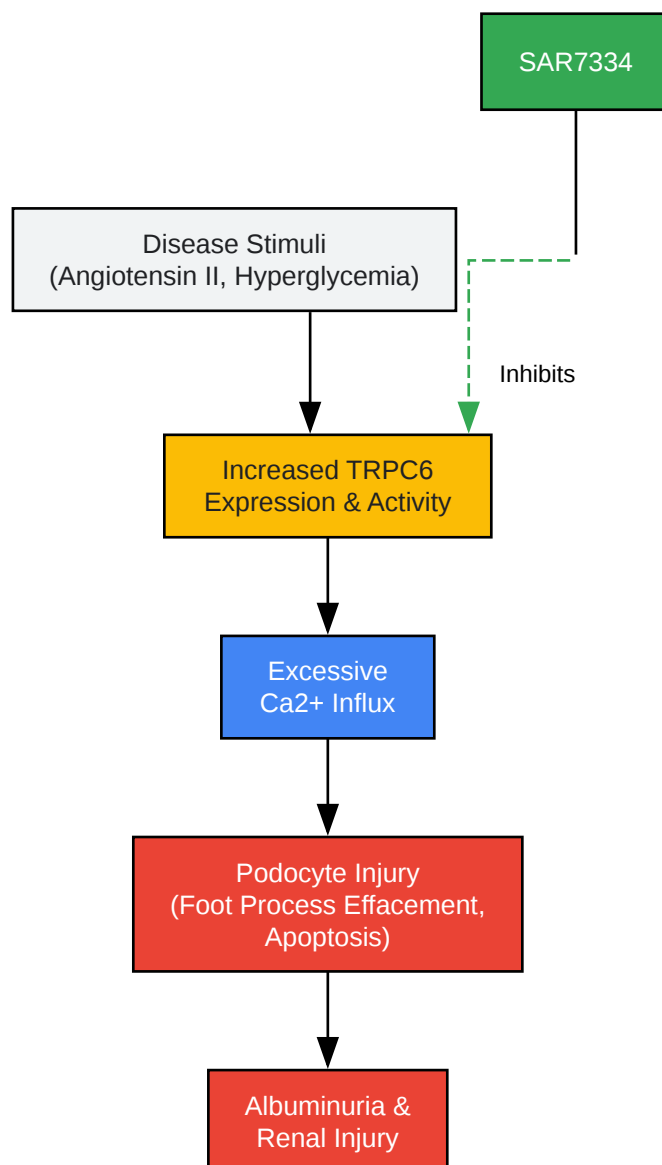 SAR7334
Disease Stimuli
(Angiotensin II, Hyperglycemia)
Inhibits
Increased TRPC6
Expression & Activity
Excessive
Ca2+ Influx
Podocyte Injury
(Foot Process Effacement,
Apoptosis)
Albuminuria &
Renal Injury